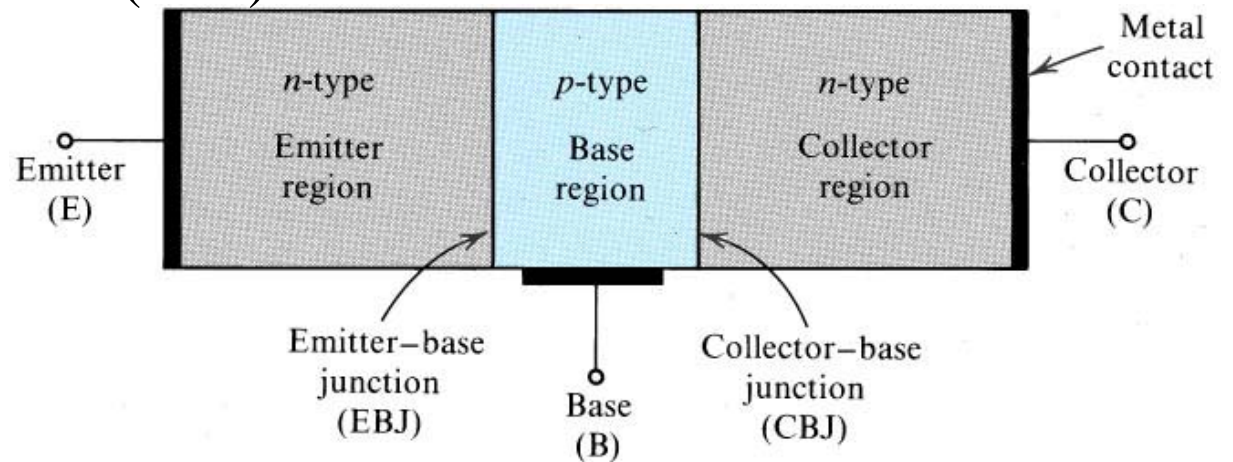 Metal
contact
n-type
Emitter
region
p-type
Base
region
n-type
Collector
region
Emitter
(E)
Collector
(C)
Emitter–base
junction
(EBJ)
Base
(B)
Collector–base
junction
(CBJ)